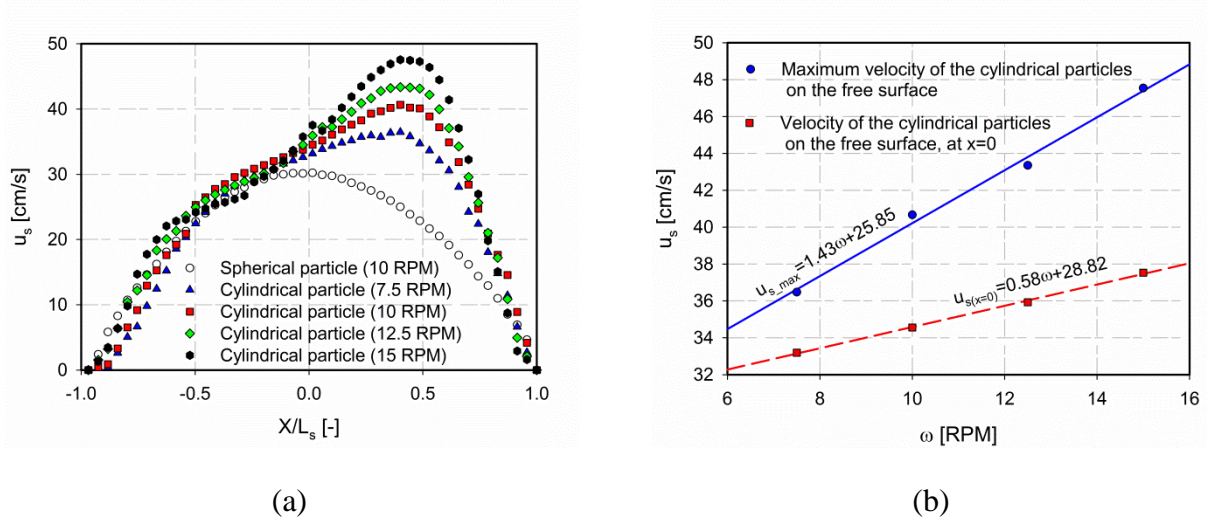 50
40
30
20
10
0
u_s [cm/s]
Spherical particle (10 RPM)
Cylindrical particle (7.5 RPM)
Cylindrical particle (10 RPM)
Cylindrical particle (12.5 RPM)
Cylindrical particle (15 RPM)
-1.0 -0.5 0.0 0.5 1.0
X/L_s [-]
(a)
50
48
46
44
42
40
38
36
34
32
u_s [cm/s]
Maximum velocity of the cylindrical particles
on the free surface
Velocity of the cylindrical particles
on the free surface, at x=0
u_s_max=1.43ω+25.85
u_s(x=0)=0.58ω+28.82
6 8 10 12 14 16
ω [RPM]
(b)